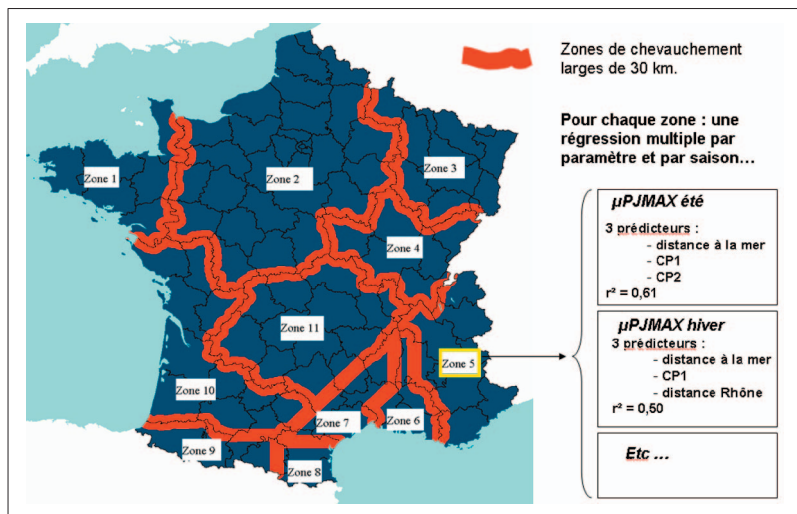 Zones de chevauchement
larges de 30 km.
Pour chaque zone : une
régression multiple par
paramètre et par saison...
Zone 1
Zone 2
Zone 3
Zone 4
Zone 11
Zone 5
Zone 10
Zone 7
Zone 6
Zone 9
Zone 8
µPJMAX été
3 prédicteurs :
- distance à la mer
- CP1
- CP2
r² = 0,61
µPJMAX hiver
3 prédicteurs :
- distance à la mer
- CP1
- distance Rhône
r² = 0,50
Etc ...